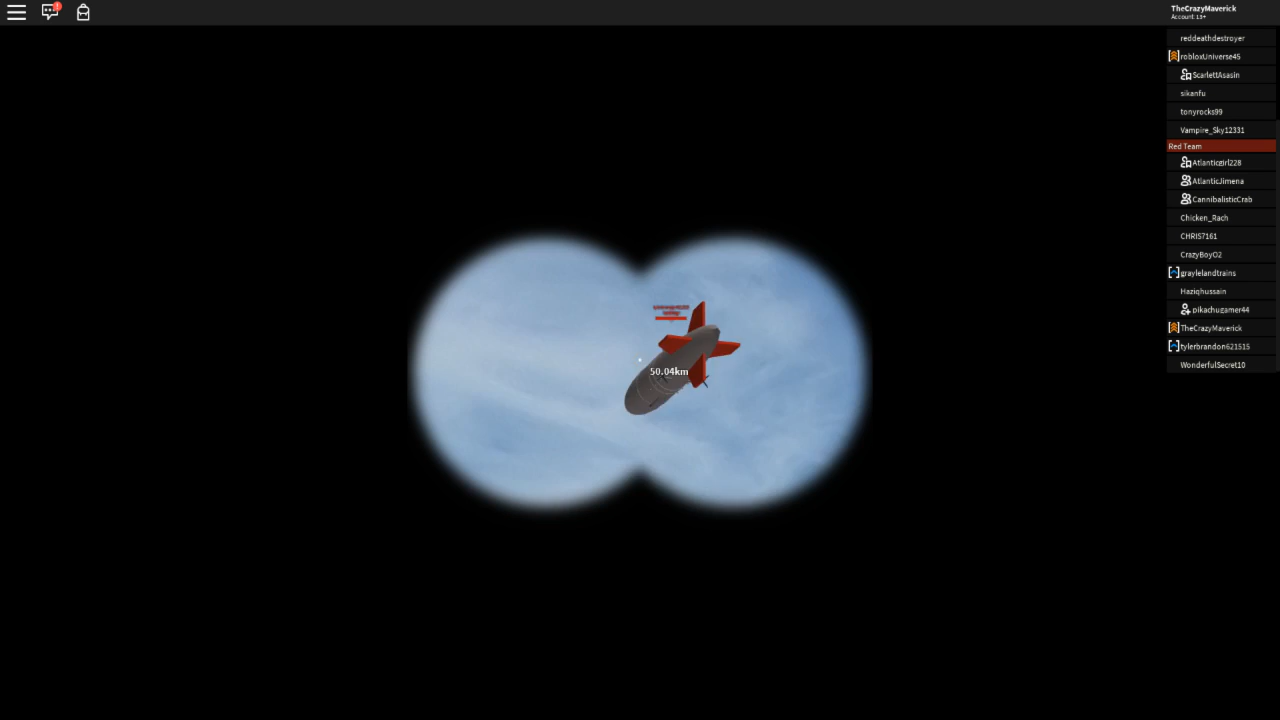 TheCrazyMaverick
Account: 13+
reddeathdestroyer
robloxUniverse45
ScarlettAsasin
sikanfu
tonyrocks99
Vampire_Sky12331
Red Team
Atlanticgirl228
AtlanticJimena
CannibalisticCrab
Chicken_Rach
CHRIS7161
CrazyBoyO2
graylelandtrains
Haziqhussain
pikachugamer44
TheCrazyMaverick
tylerbrandon621515
WonderfulSecret10
50.04km